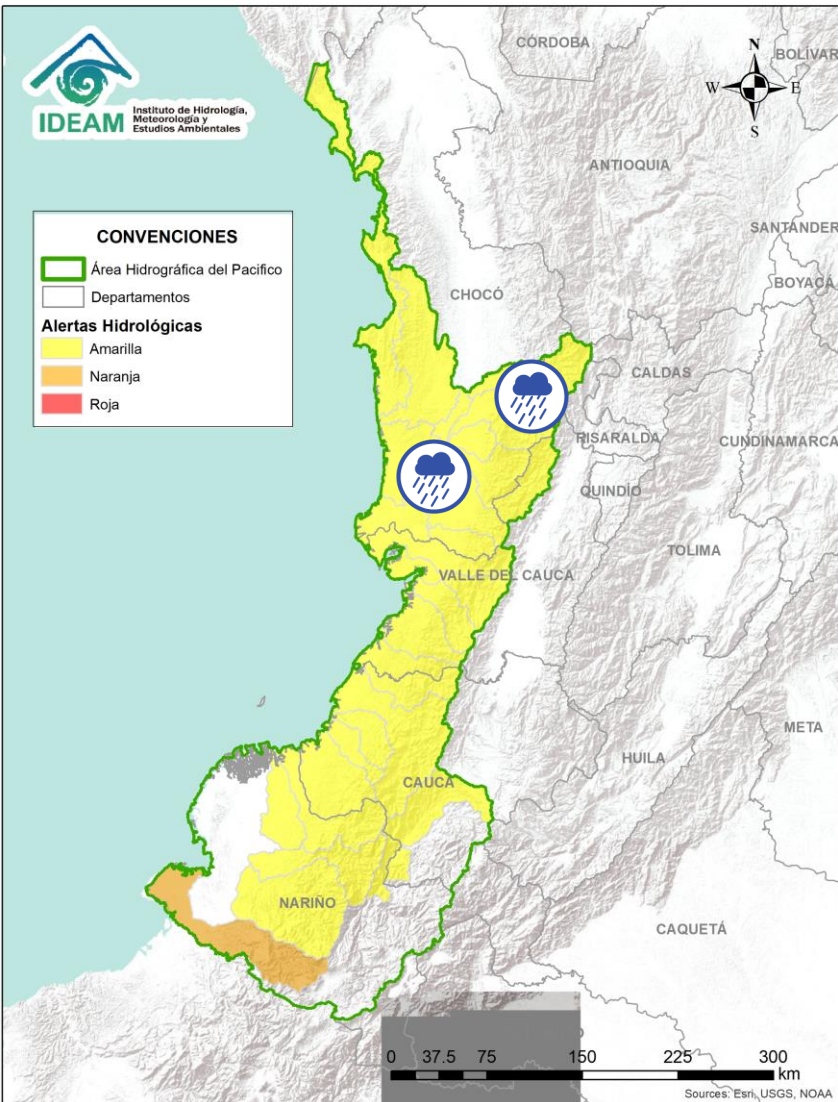 IDEAM
Instituto de Hidrología,
Meteorología y
Estudios Ambientales
N
W
E
S
CÓRDOBA
BOLIVAR
ANTIOQUIA
SANTANDER
BOYACÁ
CHOCÓ
CALDAS
RISARALDA
CUNDINAMARCA
QUINDÍO
TOLIMA
VALLE DEL CAUCA
META
HUILA
CAUCA
NARIÑO
CAQUETÁ
CONVENCIONES
Área Hidrográfica del Pacifico
Departamentos
Alertas Hidrológicas
Amarilla
Naranja
Roja
0 37.5 75 150 225 300
km
Sources: Esri, USGS, NOAA